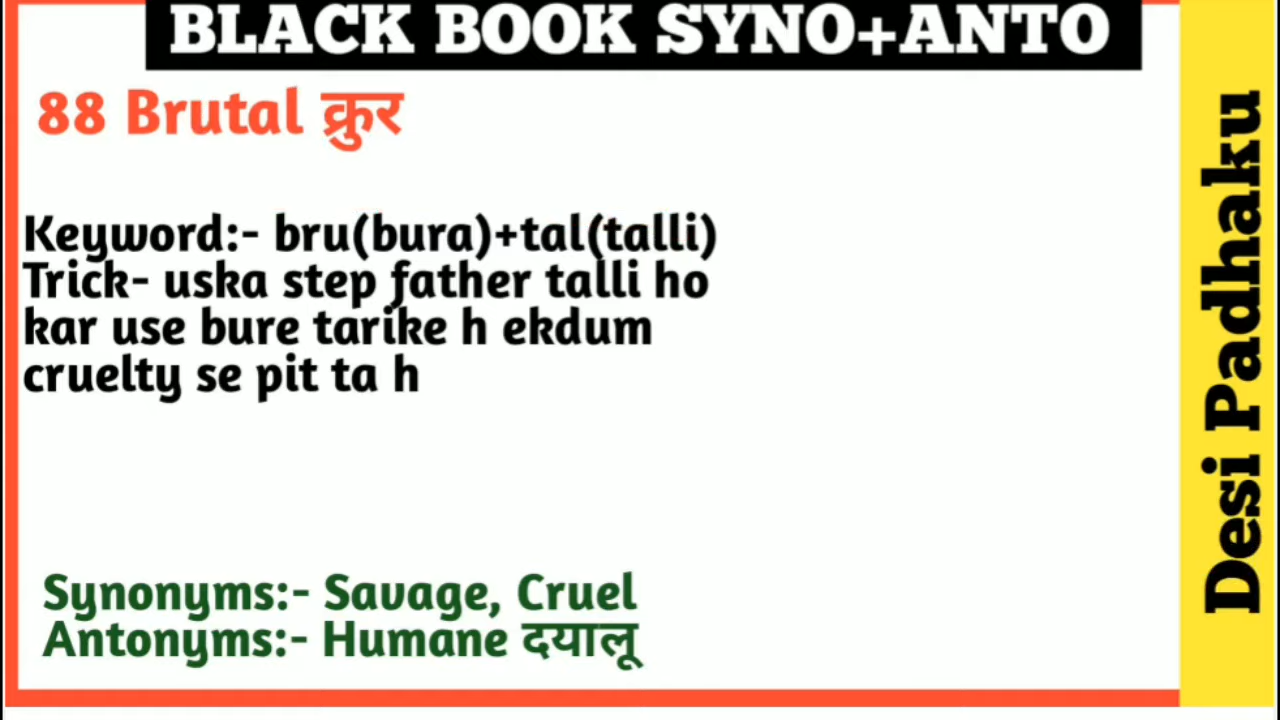 BLACK BOOK SYNO+ANTO
88 Brutal क्रुर
Keyword:- bru(bura)+tal(talli)
Trick- uska step father talli ho
kar use bure tarike h ekdum
cruelty se pit ta h
Synonyms:- Savage, Cruel
Antonyms:- Humane दयालू
Desi Padhaku